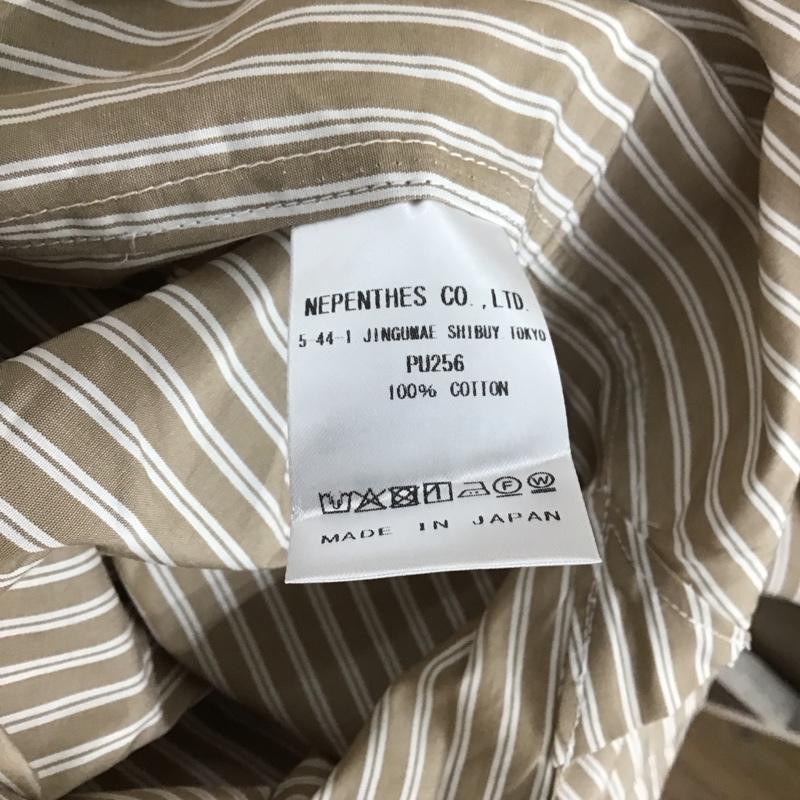 NEPENTHES CO.,LTD.
5-44-1 JINGUMAE SHIBUY TOKYO
PU256
100% COTTON
F W
MADE IN JAPAN